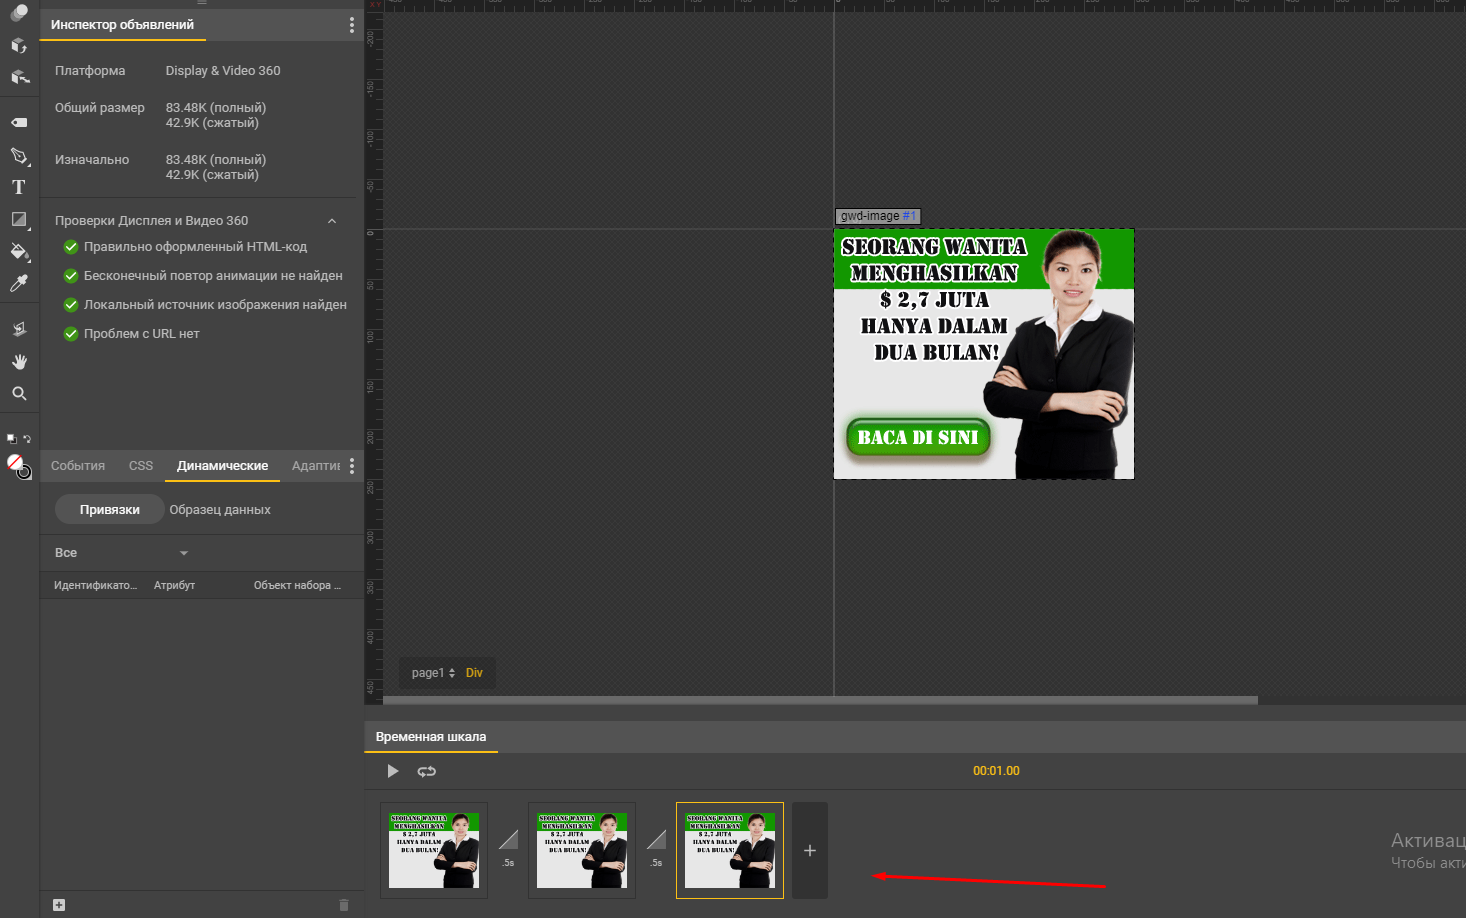 Инспектор объявлений
Платформа
Display & Video 360
Общий размер
83.48K (полный)
42.9K (сжатый)
Изначально
83.48K (полный)
42.9K (сжатый)
Проверки Дисплея и Видео 360
Правильно оформленный HTML-код
Бесконечный повтор анимации не найден
Локальный источник изображения найден
Проблем с URL нет
События
CSS
Динамические
Адаптив
Привязки
Образец данных
Все
Идентификато...
Атрибут
Объект набора ...
gwd-image #1
SEORANG WANITA
MENGHASILKAN
$ 2,7 JUTA
HANYA DALAM
DUA BULAN!
BACA DI SINI
page1
Div
Временная шкала
00:01.00
SEORANG WANITA
MENGHASILKAN
$ 2,7 JUTA
HANYA DALAM
DUA BULAN!
.5s
SEORANG WANITA
MENGHASILKAN
$ 2,7 JUTA
HANYA DALAM
DUA BULAN!
.5s
SEORANG WANITA
MENGHASILKAN
$ 2,7 JUTA
HANYA DALAM
DUA BULAN!
+
Активац
Чтобы акти